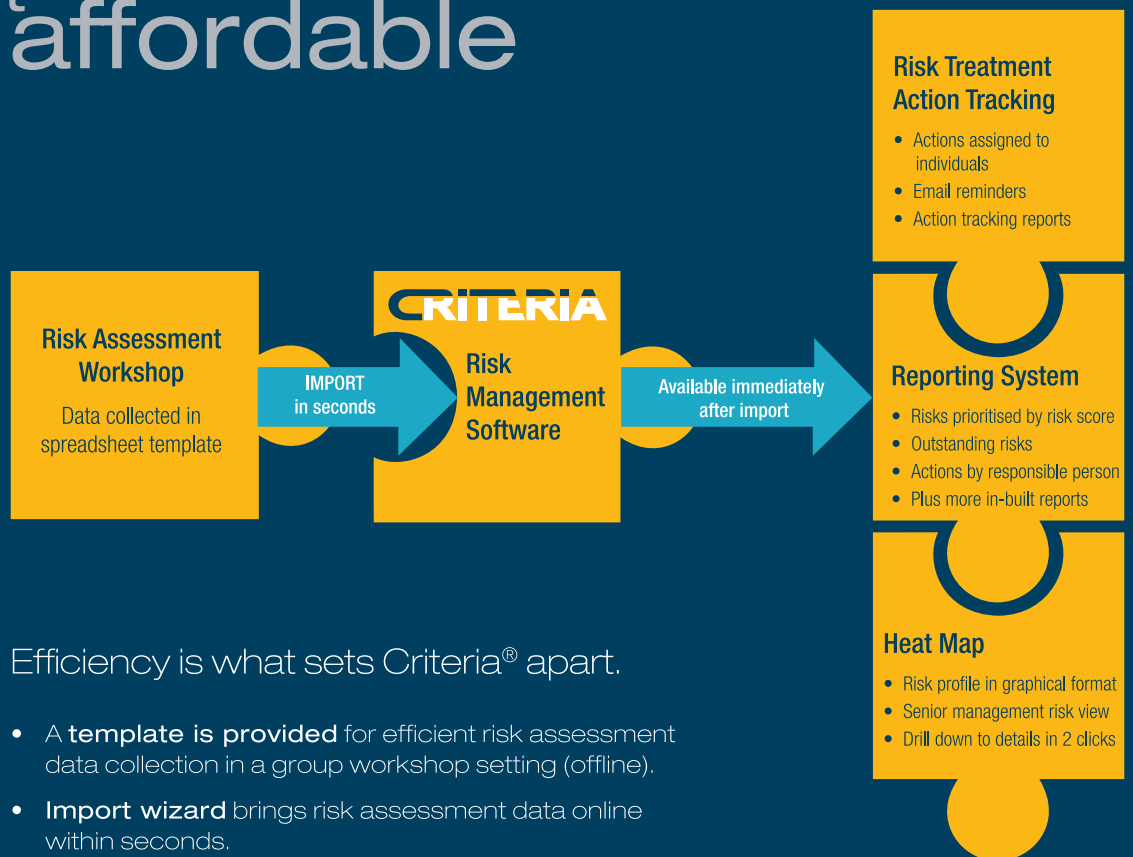 affordable
Risk Treatment
Action Tracking
• Actions assigned to
individuals
• Email reminders
• Action tracking reports
Risk Assessment
Workshop
Data collected in
spreadsheet template
IMPORT
in seconds
CRITERIA
Risk
Management
Software
Available immediately
after import
Reporting System
• Risks prioritised by risk score
• Outstanding risks
• Actions by responsible person
• Plus more in-built reports
Heat Map
• Risk profile in graphical format
• Senior management risk view
• Drill down to details in 2 clicks
Efficiency is what sets Criteria® apart.
• A template is provided for efficient risk assessment
data collection in a group workshop setting (offline).
• Import wizard brings risk assessment data online
within seconds.